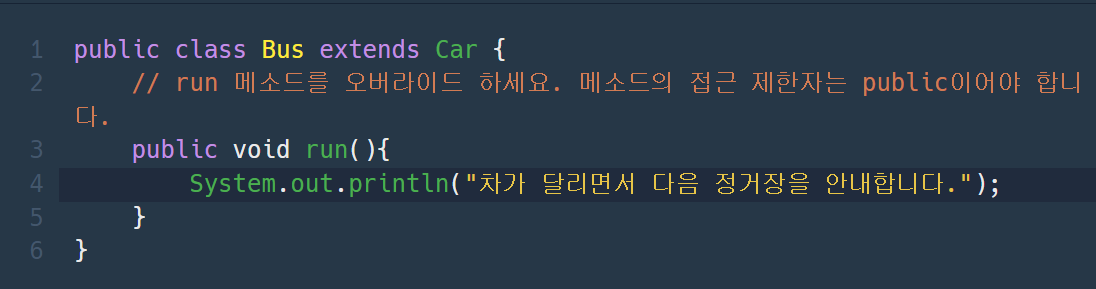 1 public class Bus extends Car {
2 // run 메소드를 오버라이드 하세요. 메소드의 접근 제한자는 public이어야 합니
다.
3 public void run(){
4 System.out.println("차가 달리면서 다음 정거장을 안내합니다.");
5 }
6 }